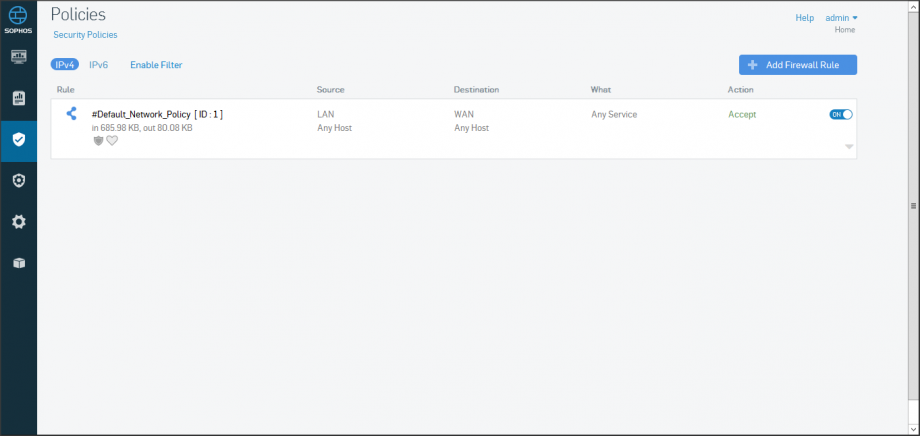 Policies
Help admin
SOPHOS
Security Policies
Home
IPv4 IPv6 Enable Filter
Add Firewall Rule
Rule Source Destination What Action
#Default_Network_Policy [ ID : 1 ] LAN WAN Any Service Accept ON
in 685.98 KB, out 80.08 KB Any Host Any Host